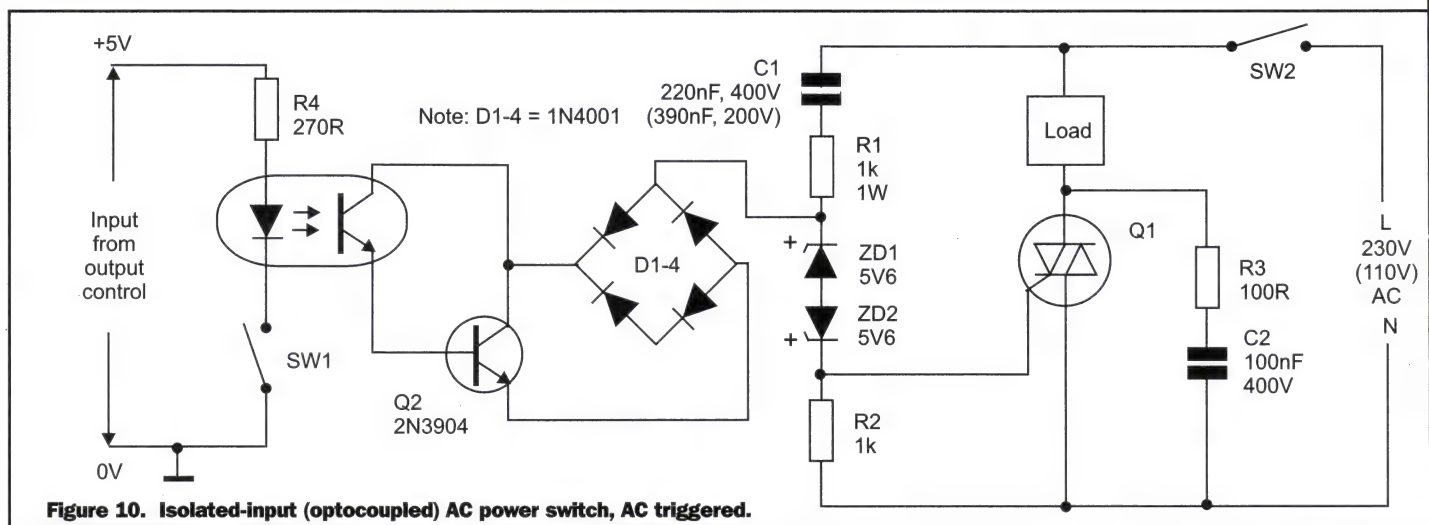 +5V
R4
270R
Input
from
output
control
0V
SW1
Note: D1-4 = 1N4001
Q2
2N3904
D1-4
C1
220nF, 400V
(390nF, 200V)
R1
1k
1W
+
ZD1
5V6
ZD2
5V6
+
R2
1k
Load
Q1
R3
100R
C2
100nF
400V
SW2
L
230V
(110V)
AC
N
Figure 10. Isolated-input (optocoupled) AC power switch, AC triggered.